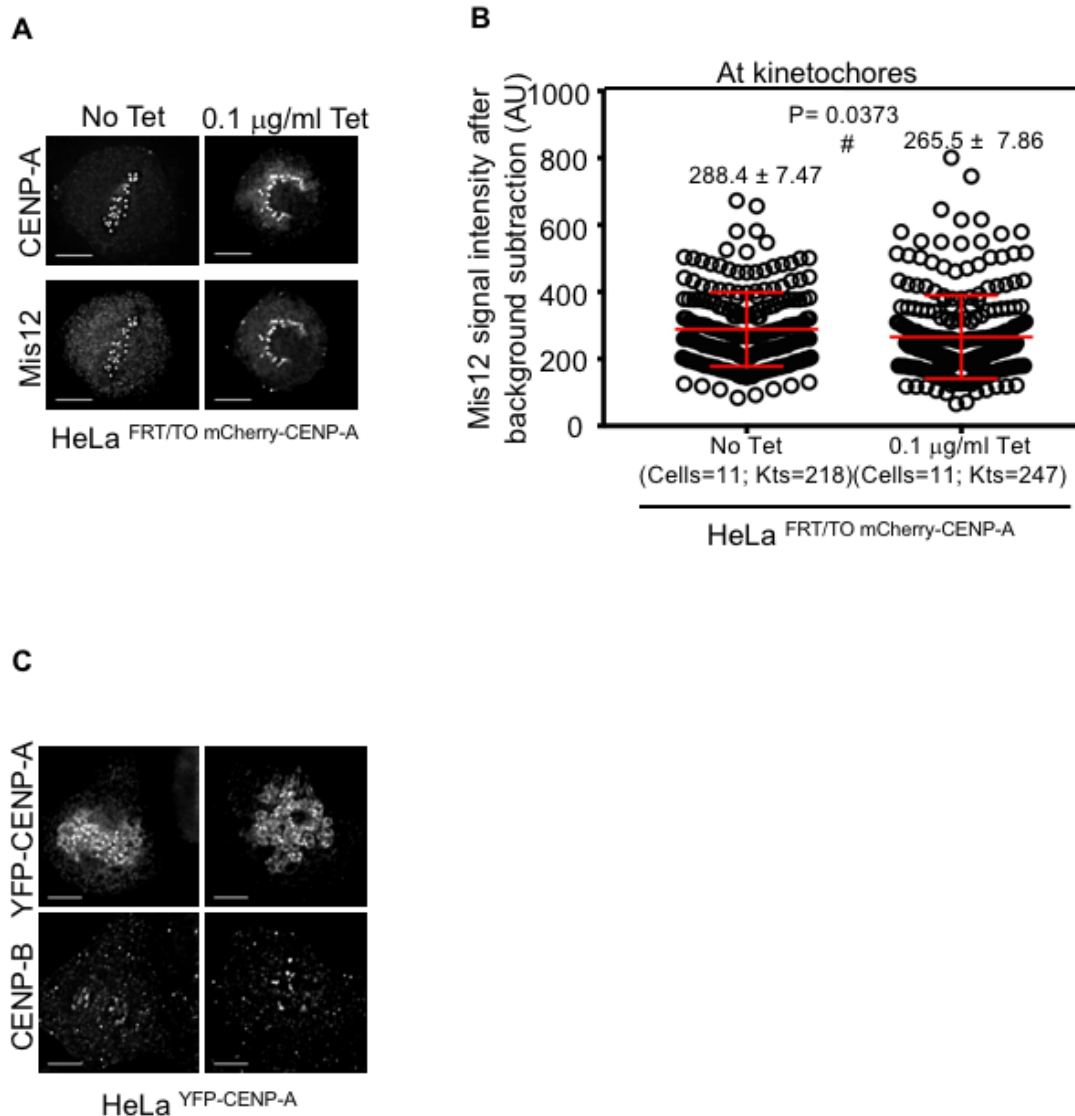 A
No Tet
0.1 μg/ml Tet
CENP-A
Mis12
HeLa FRT/TO mCherry-CENP-A
B
At kinetochores
Mis12 signal intensity after
background subtraction (AU)
1000
800
600
400
200
0
P= 0.0373
#
288.4 ± 7.47
265.5 ± 7.86
No Tet
0.1 μg/ml Tet
(Cells=11; Kts=218)(Cells=11; Kts=247)
HeLa FRT/TO mCherry-CENP-A
C
YFP-CENP-A
CENP-B
HeLa YFP-CENP-A